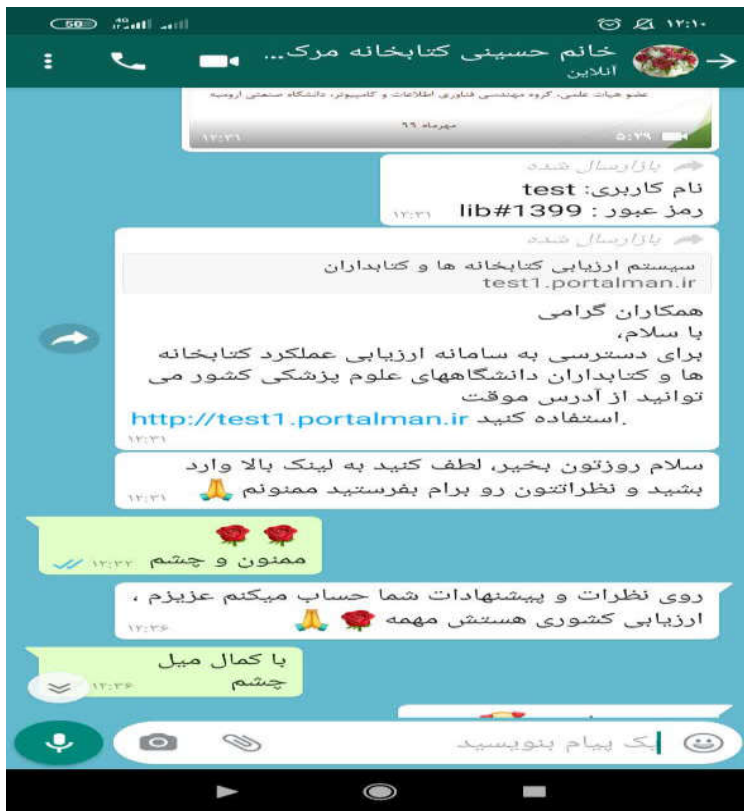 ۱۲:۱۰
50
4G
خانم حسینی کتابخانه مرک...
آنلاین
عضو هیات علمی، گروه مهندسی فناوری اطلاعات و کامپیوتر، دانشگاه صنعتی ارومیه
مهرماه ۹۹
۵:۲۹
۱۲:۳۱
بازارسال شده
نام کاربری: test
رمز عبور : lib#1399
۱۲:۳۱
بازارسال شده
سیستم ارزیابی کتابخانه ها و کتابداران
test1.portalman.ir
همکاران گرامی
با سلام،
برای دسترسی به سامانه ارزیابی عملکرد کتابخانه
ها و کتابداران دانشگاههای علوم پزشکی کشور می
توانید از آدرس موقت
http://test1.portalman.ir استفاده کنید.
۱۲:۳۱
سلام روزتون بخیر، لطف کنید به لینک بالا وارد
بشید و نظراتتون رو برام بفرستید ممنونم 🙏
۱۲:۳۱
🌹 🌹
ممنون و چشم
۱۲:۳۲
روی نظرات و پیشنهادات شما حساب میکنم عزیزم ،
ارزیابی کشوری هستش مهمه 🌹 🙏
۱۲:۳۶
با کمال میل
چشم
۱۲:۳۶
یک پیام بنویسید